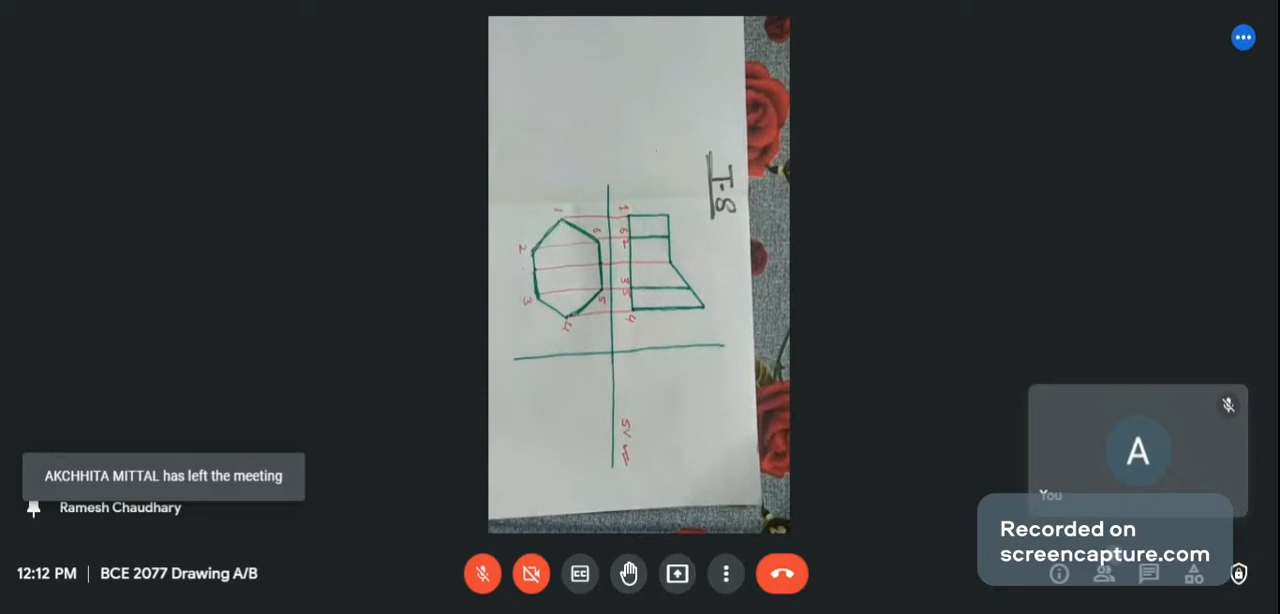 I-8
1
6
2
3
5
4
1
6
2
3
5
4
SV
AKCHHITA MITTAL has left the meeting
Ramesh Chaudhary
A
You
Recorded on
screencapture.com
12:12 PM | BCE 2077 Drawing A/B
CC